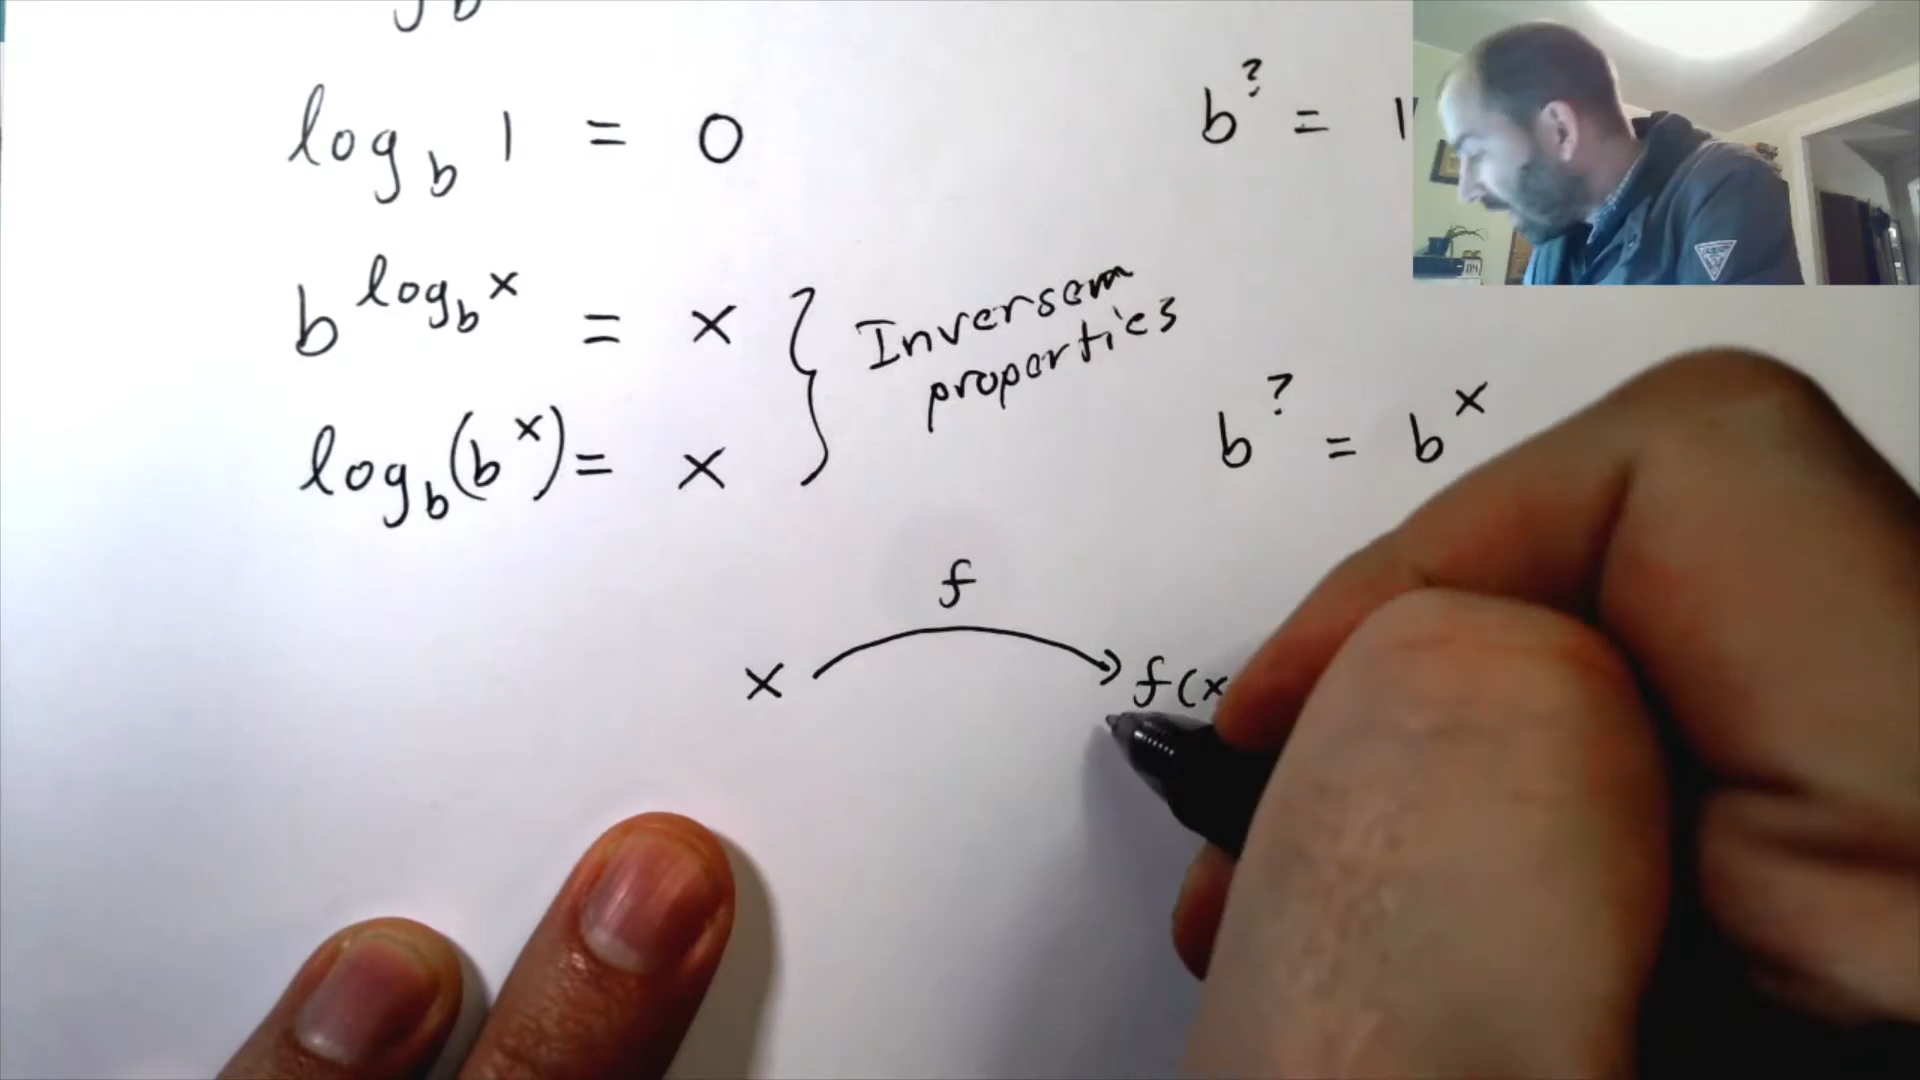 log_b 1 = 0
b^? = 1
b^{log_b x} = x
Inversem
properties
log_b(b^x) = x
b^? = b^x
f
x
f(x